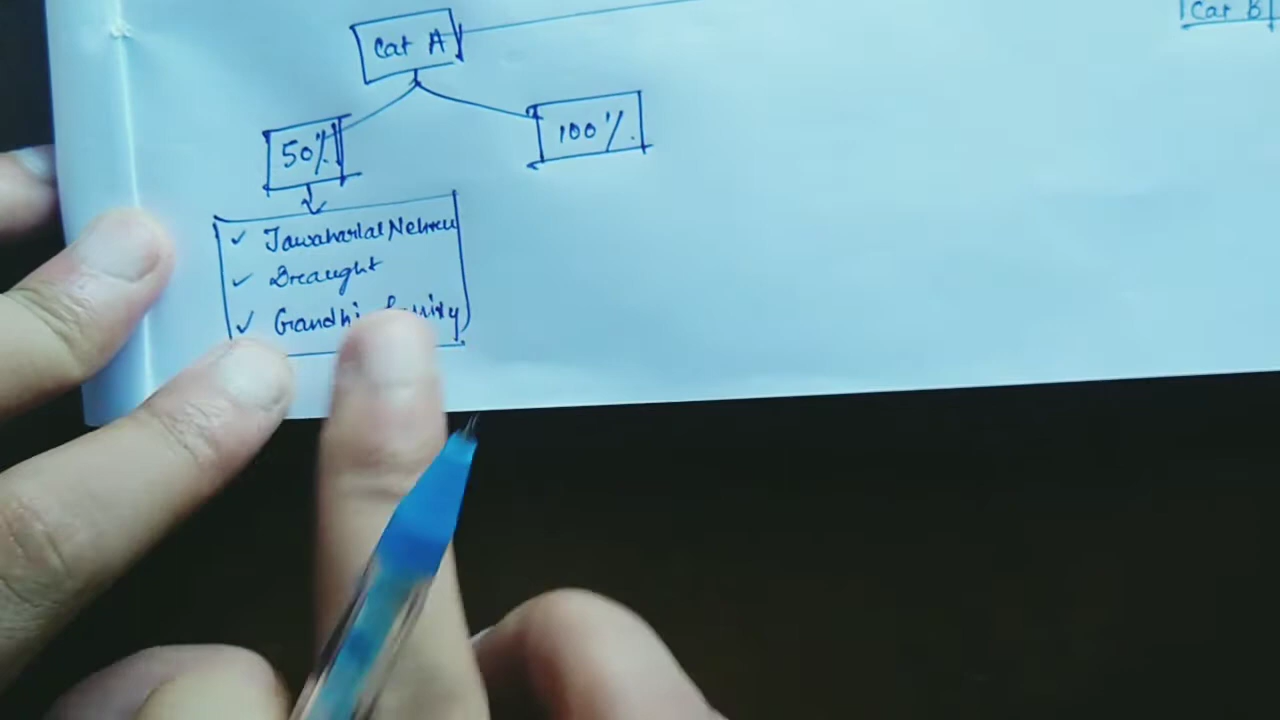 Cat A
Cat B
50%
100%
✓ Jawaharlal Nehru
✓ Draught
✓ Gandhi